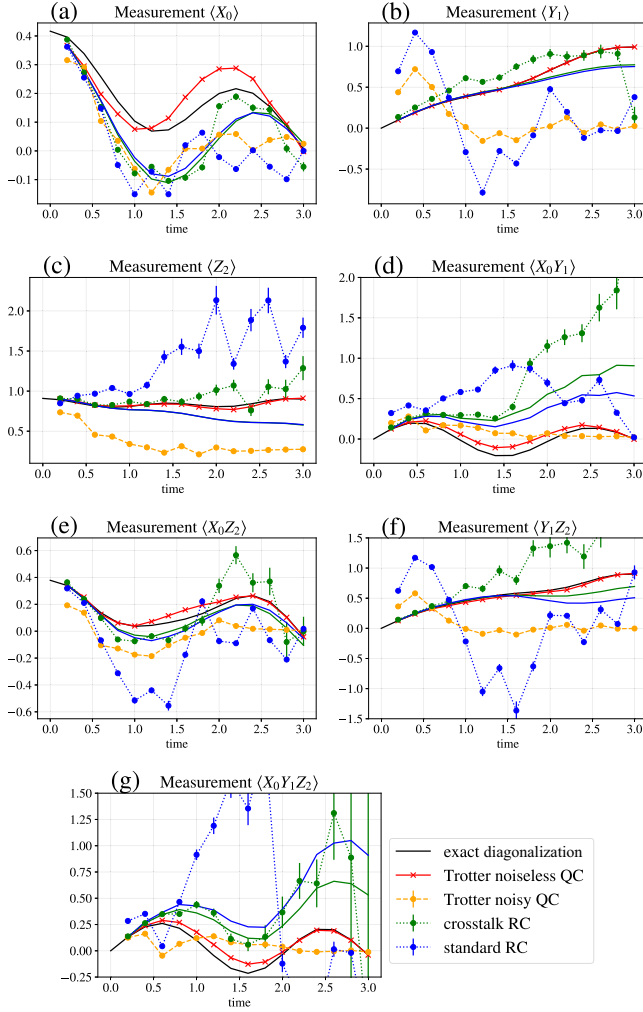 (a) Measurement ⟨X0⟩
0.4
0.3
0.2
0.1
0.0
−0.1
0.0 0.5 1.0 1.5 2.0 2.5 3.0
time
(b) Measurement ⟨Y1⟩
1.0
0.5
0.0
−0.5
0.0 0.5 1.0 1.5 2.0 2.5 3.0
time
(c) Measurement ⟨Z2⟩
2.0
1.5
1.0
0.5
0.0 0.5 1.0 1.5 2.0 2.5 3.0
time
(d) Measurement ⟨X0Y1⟩
2.0
1.5
1.0
0.5
0.0
0.0 0.5 1.0 1.5 2.0 2.5 3.0
time
(e) Measurement ⟨X0Z2⟩
0.6
0.4
0.2
0.0
−0.2
−0.4
−0.6
0.0 0.5 1.0 1.5 2.0 2.5 3.0
time
(f) Measurement ⟨Y1Z2⟩
1.5
1.0
0.5
0.0
−0.5
−1.0
−1.5
0.0 0.5 1.0 1.5 2.0 2.5 3.0
time
(g) Measurement ⟨X0Y1Z2⟩
1.50
1.25
1.00
0.75
0.50
0.25
0.00
−0.25
0.0 0.5 1.0 1.5 2.0 2.5 3.0
time
exact diagonalization
Trotter noiseless QC
Trotter noisy QC
crosstalk RC
standard RC